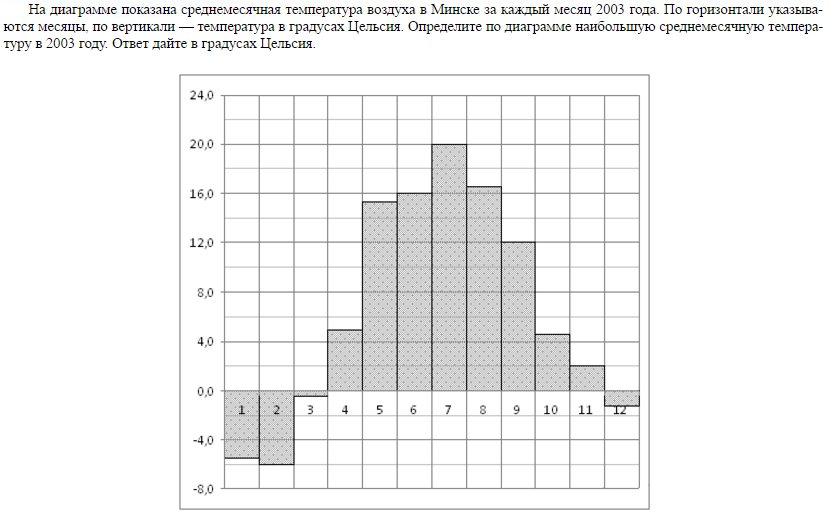 На диаграмме показана среднемесячная температура воздуха в Минске за каждый месяц 2003 года. По горизонтали указыва-
ются месяцы, по вертикали — температура в градусах Цельсия. Определите по диаграмме наибольшую среднемесячную темпера-
туру в 2003 году. Ответ дайте в градусах Цельсия.
24,0
20,0
16,0
12,0
8,0
4,0
0,0
1 2 3 4 5 6 7 8 9 10 11 12
-4,0
-8,0